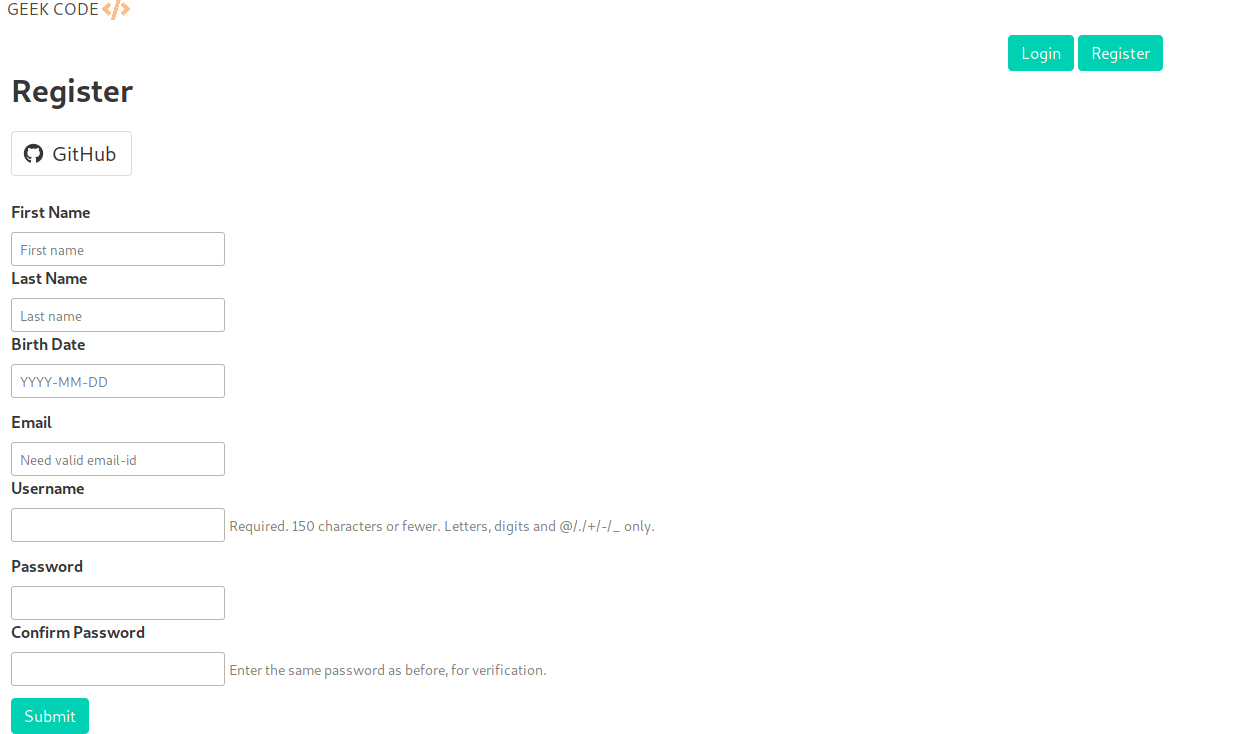 GEEK CODE </>
Login Register
Register
GitHub
First Name
First name
Last Name
Last name
Birth Date
YYYY-MM-DD
Email
Need valid email-id
Username
Required. 150 characters or fewer. Letters, digits and @/./+/-/_ only.
Password
Confirm Password
Enter the same password as before, for verification.
Submit